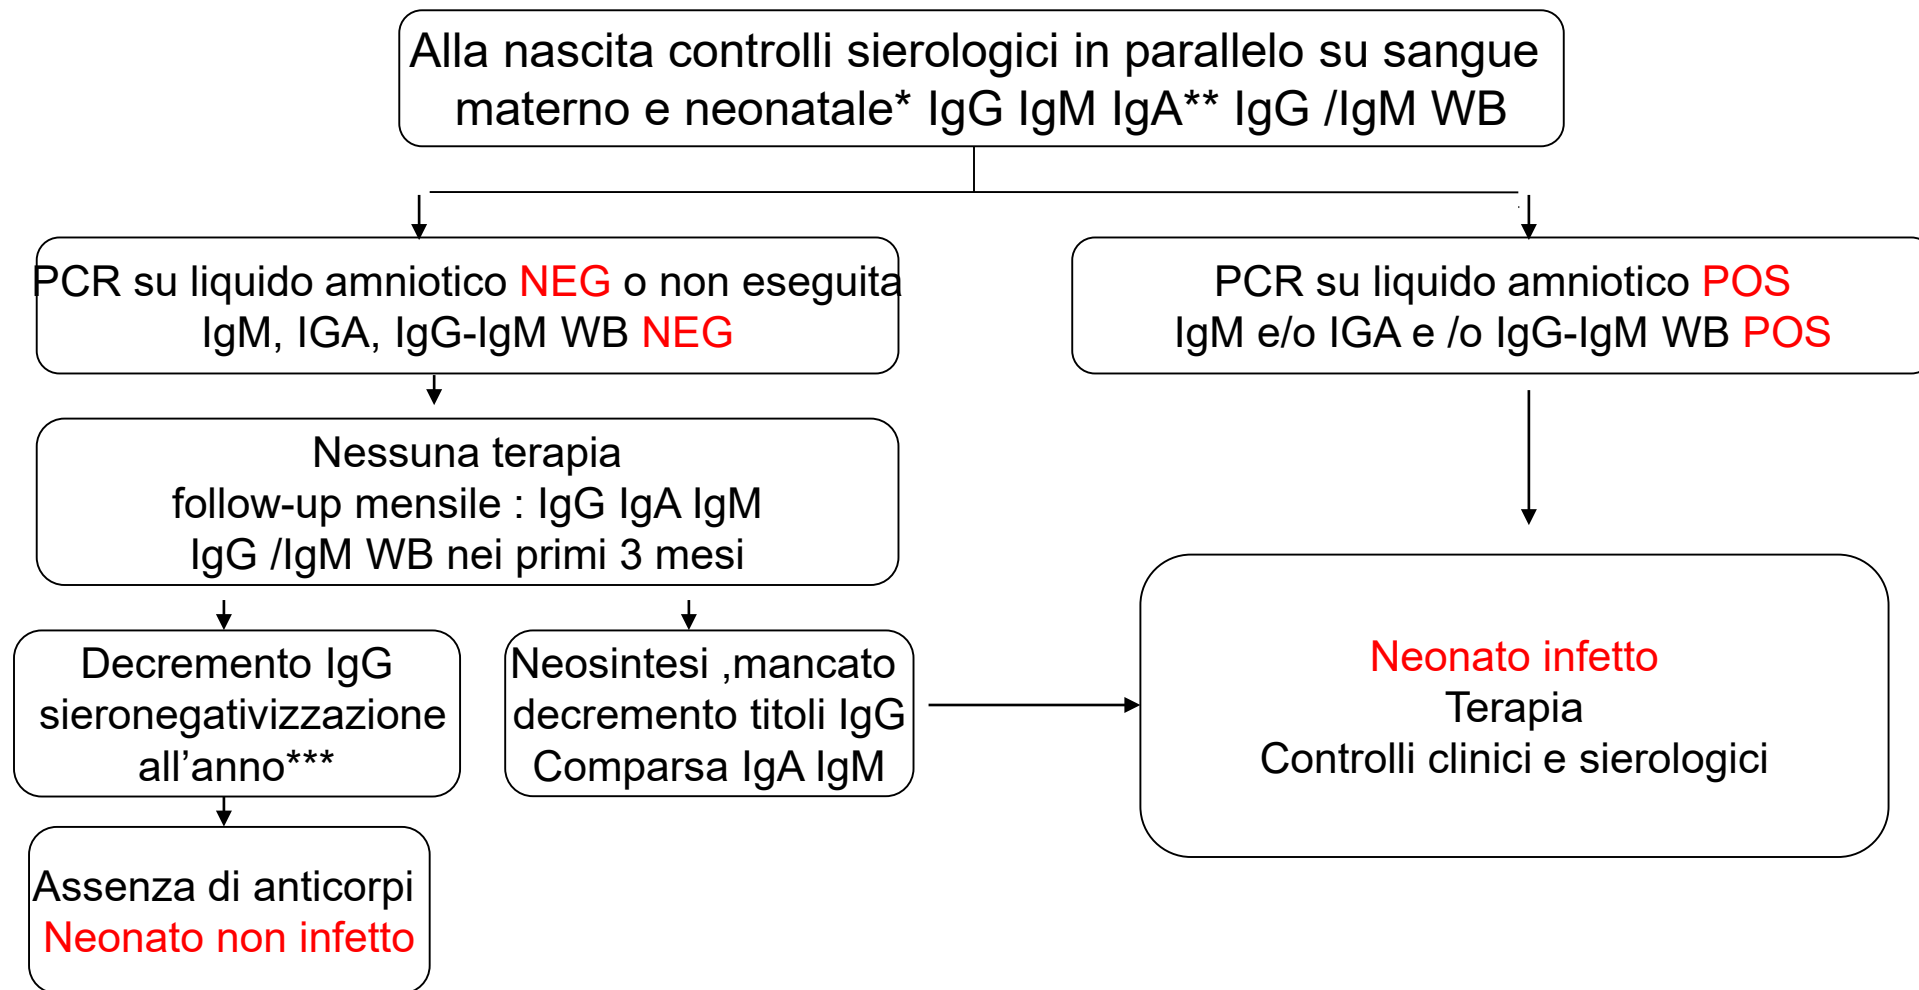 Alla nascita controlli sierologici in parallelo su sangue
materno e neonatale* IgG IgM IgA** IgG /IgM WB
PCR su liquido amniotico NEG o non eseguita
IgM, IGA, IgG-IgM WB NEG
PCR su liquido amniotico POS
IgM e/o IGA e /o IgG-IgM WB POS
Nessuna terapia
follow-up mensile : IgG IgA IgM
IgG /IgM WB nei primi 3 mesi
Decremento IgG
sieronegativizzazione
all’anno***
Neosintesi ,mancato
decremento titoli IgG
Comparsa IgA IgM
Neonato infetto
Terapia
Controlli clinici e sierologici
Assenza di anticorpi
Neonato non infetto